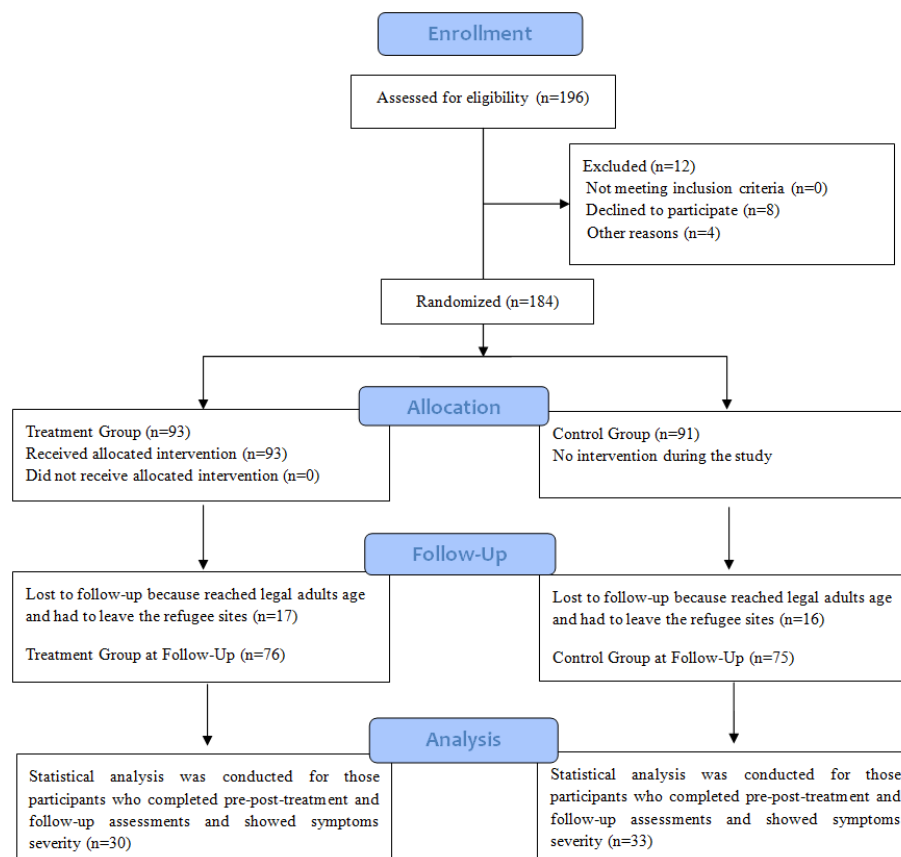 Enrollment
Assessed for eligibility (n=196)
Excluded (n=12)
Not meeting inclusion criteria (n=0)
Declined to participate (n=8)
Other reasons (n=4)
Randomized (n=184)
Allocation
Treatment Group (n=93)
Received allocated intervention (n=93)
Did not receive allocated intervention (n=0)
Control Group (n=91)
No intervention during the study
Follow-Up
Lost to follow-up because reached legal adults age
and had to leave the refugee sites (n=17)
Treatment Group at Follow-Up (n=76)
Lost to follow-up because reached legal adults age
and had to leave the refugee sites (n=16)
Control Group at Follow-Up (n=75)
Analysis
Statistical analysis was conducted for those
participants who completed pre-post-treatment and
follow-up assessments and showed symptoms
severity (n=30)
Statistical analysis was conducted for those
participants who completed pre-post-treatment and
follow-up assessments and showed symptoms
severity (n=33)